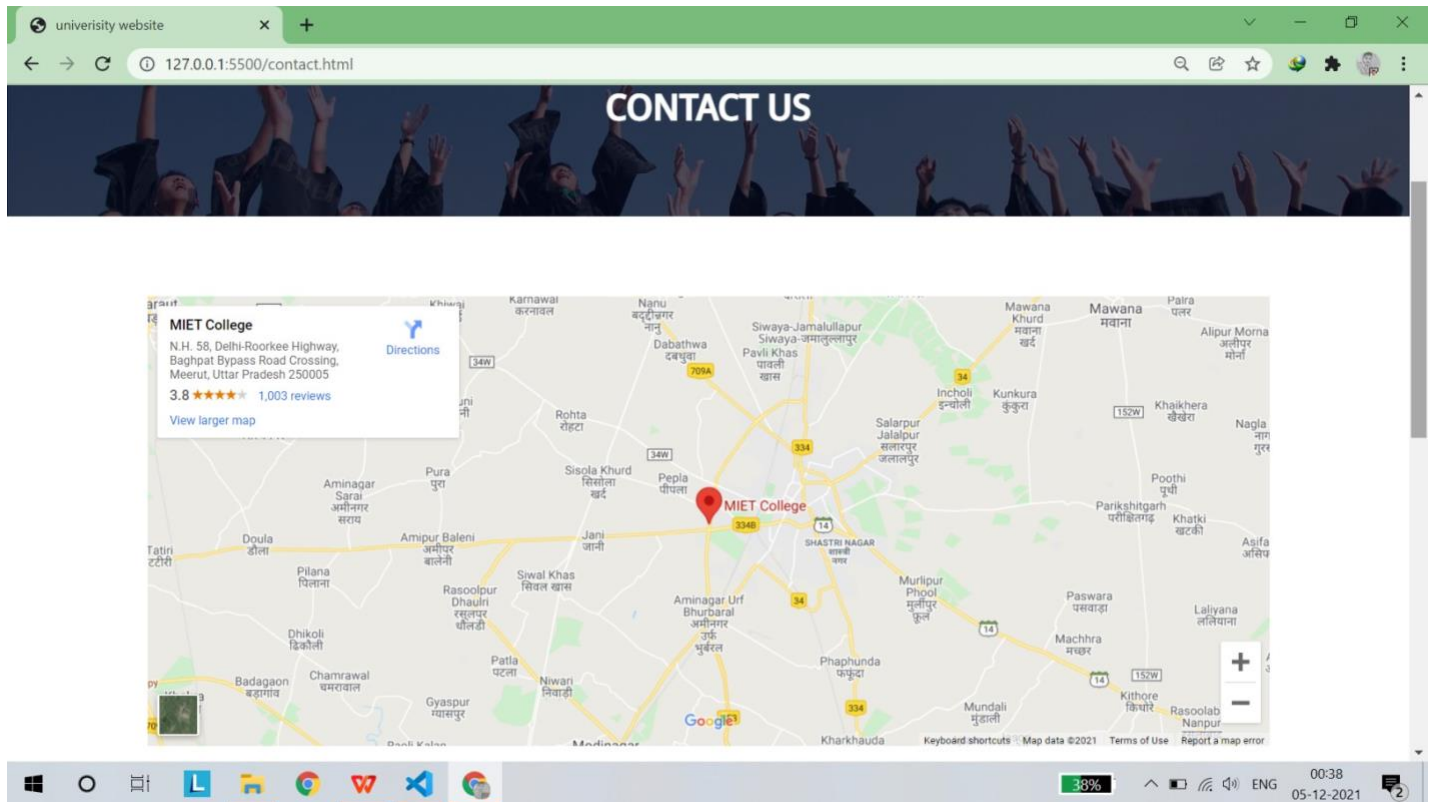 univerisity website
127.0.0.1:5500/contact.html
CONTACT US
MIET College
N.H. 58, Delhi-Roorkee Highway,
Baghpat Bypass Road Crossing,
Meerut, Uttar Pradesh 250005
3.8
1,003 reviews
View larger map
Directions
Karnawal
करनावल
Nanu
नानु
Siwaya-Jamalullapur
Siwaya-जमालुल्लापुर
Dabathwa
दबथुवा
Pavli Khas
पावली
खास
Mawana
Khurd
मवाना
खुर्द
Mawana
मवाना
Palra
पलर
Alipur Morna
अलीपुर
मोर्ना
34W
709A
34
Incholi
इन्चोली
Kunkura
कुंकुरा
152W
Khaikhera
खैखेरा
Rohta
रोहटा
Salarpur
Jalalpur
सलारपुर
जलालपुर
Nagla
334
34W
Sisola Khurd
सिसोला
खुर्द
Pepla
पीपला
Pura
पुरा
Aminagar
Sarai
अमीनगर
सराय
Poothi
पूथी
MIET College
334B
14
SHASTRI NAGAR
शास्त्री
नगर
Parikshitgarh
परीक्षितगढ़
Khatki
खटकी
Doula
डौला
Amipur Baleni
अमीपुर
बालेनी
Jani
जानी
Tatiri
टटीरी
Asifa
Pilana
पिलाना
Siwal Khas
सिवल खास
Rasoolpur
Dhaulri
रसूलपुर
धौलडी
Murlipur
Phool
मुर्लीपुर
फूल
Aminagar Urf
Bhurbaral
अमीनगर
उर्फ
भुर्बरल
34
Paswara
पसवाड़ा
Laliyana
ललियाना
Dhikoli
ढिकौली
14
Machhra
मच्छर
Patla
पटला
Phaphunda
फफूंदा
Badagaon
बड़ागांव
Chamrawal
चमरावाल
Niwari
निवाड़ी
14
152W
Kithore
किठोरे
Gyaspur
ग्यासपुर
334
Mundali
मुंडाली
Rasoolab
Nanpur
Google
Kharkhauda
Modinagar
Keyboard shortcuts
Map data ©2021
Terms of Use
Report a map error
38%
ENG
00:38
05-12-2021
2